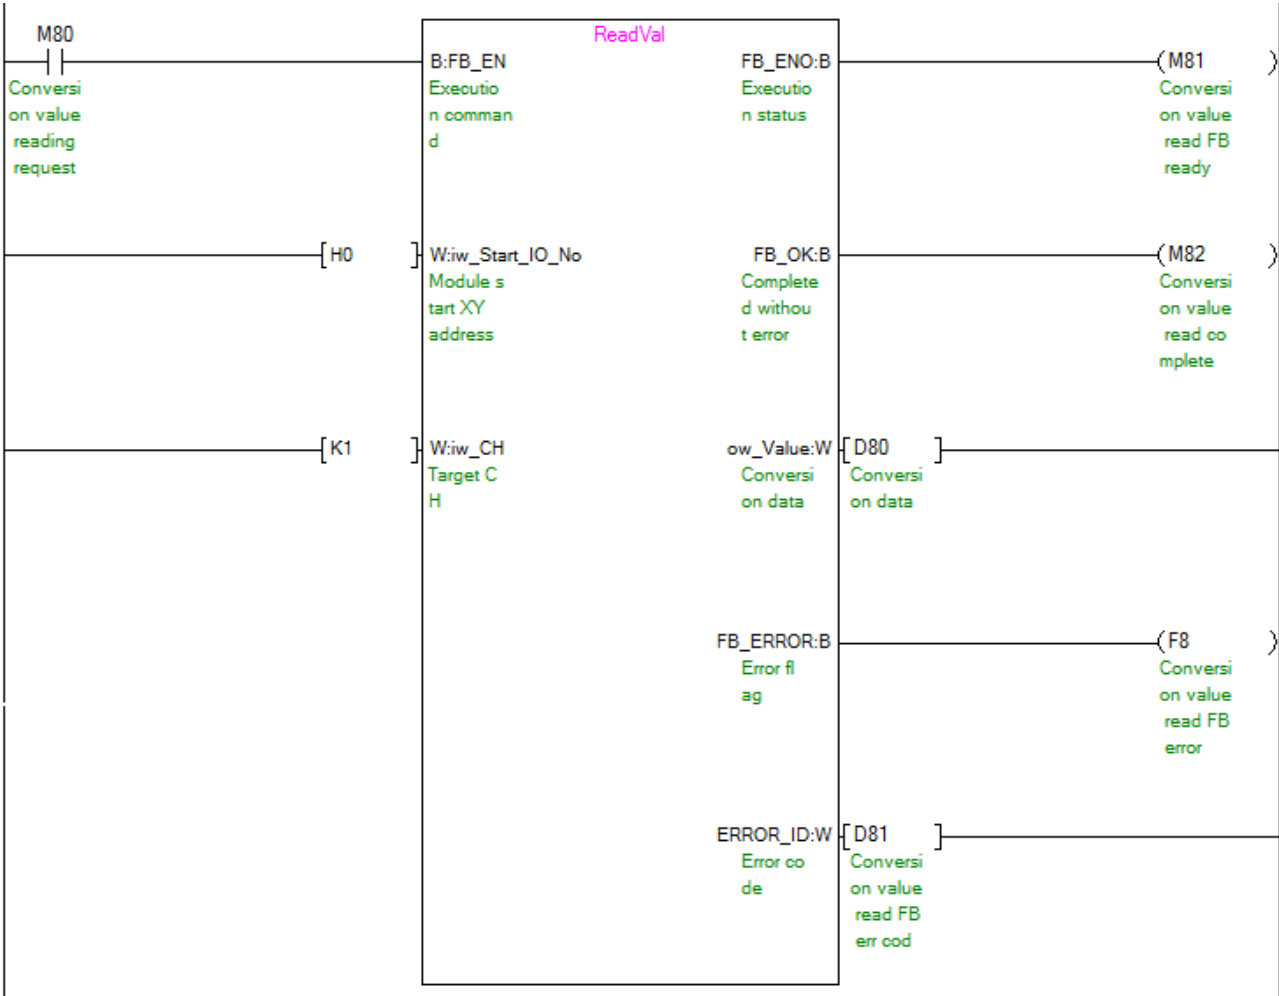 M80
ReadVal
B:FB_EN
FB_ENO:B
(M81 )
Conversi
on value
reading
request
Executio
n comman
d
Executio
n status
Conversi
on value
read FB
ready
[H0 ]
W:iw_Start_IO_No
FB_OK:B
(M82 )
Module s
tart XY
address
Complete
d withou
t error
Conversi
on value
read co
mplete
[K1 ]
W:iw_CH
ow_Value:W
[D80 ]
Target C
H
Conversi
on data
Conversi
on data
FB_ERROR:B
(F8 )
Error fl
ag
Conversi
on value
read FB
error
ERROR_ID:W
[D81 ]
Error co
de
Conversi
on value
read FB
err cod